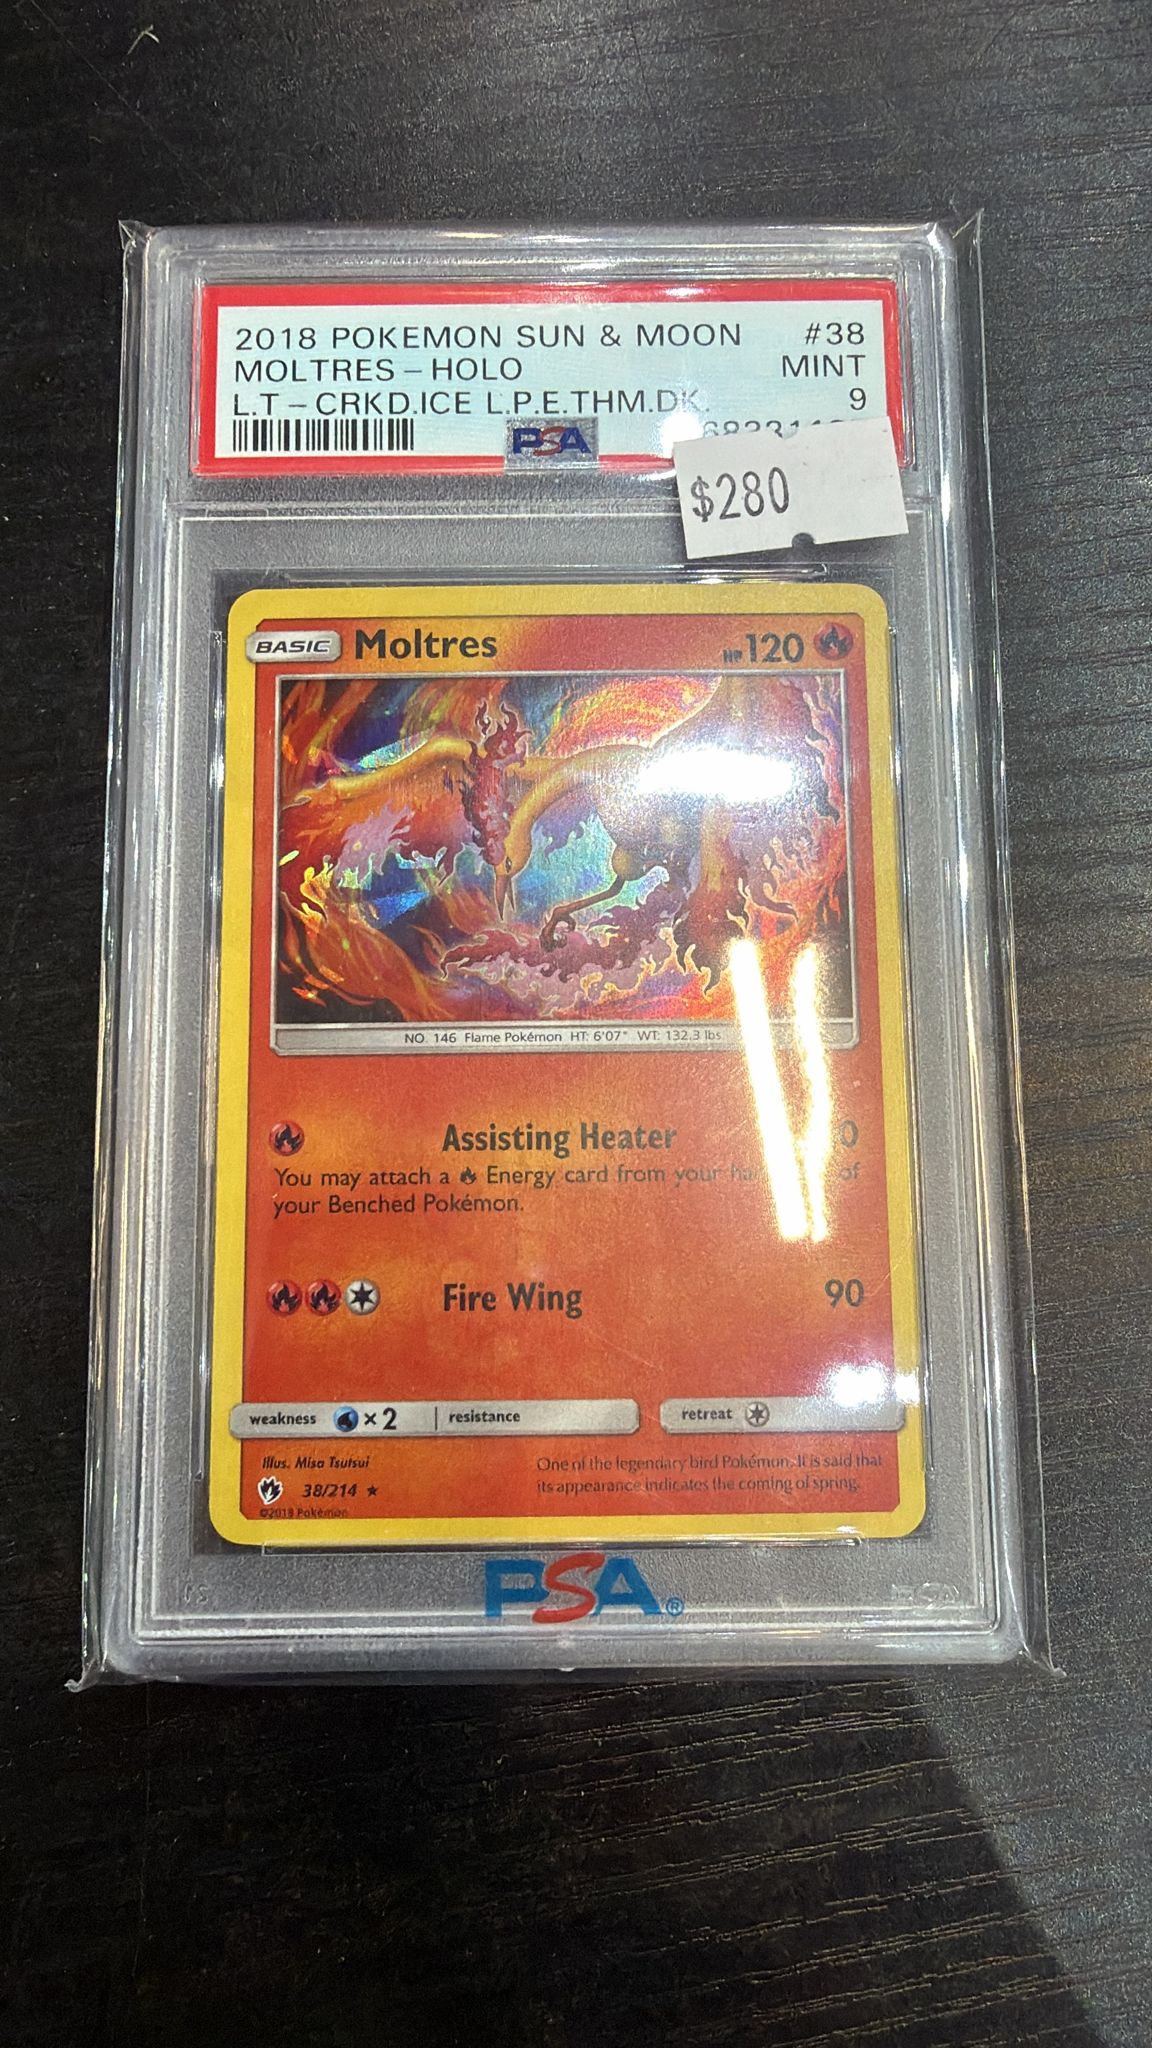 2018 POKEMON SUN & MOON #38
MOLTRES – HOLO MINT
L.T – CRKD.ICE L.P.E.THM.DK. 9
PSA
$280
BASIC Moltres HP 120
NO. 146 Flame Pokémon HT: 6'07" WT: 132.3 lbs
Assisting Heater
You may attach a Energy card from your of
your Benched Pokémon.
Fire Wing 90
weakness ×2 resistance retreat
Illus. Misa Tsutsui
38/214
©2018 Pokémon
One of the legendary bird Pokémon. It is said that
its appearance indicates the coming of spring.
PSA®